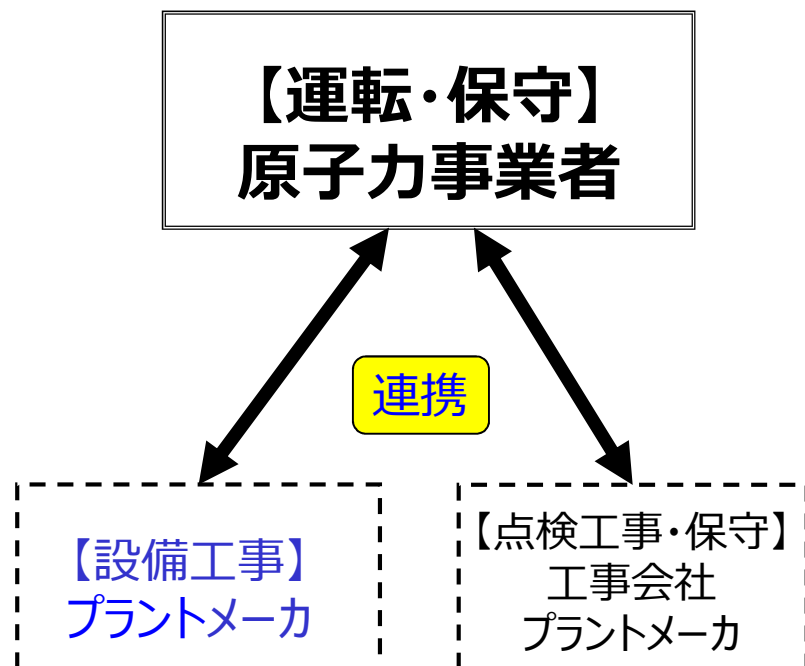 【運転・保守】
原子力事業者
連携
【設備工事】
プラントメーカ
【点検工事・保守】
工事会社
プラントメーカ